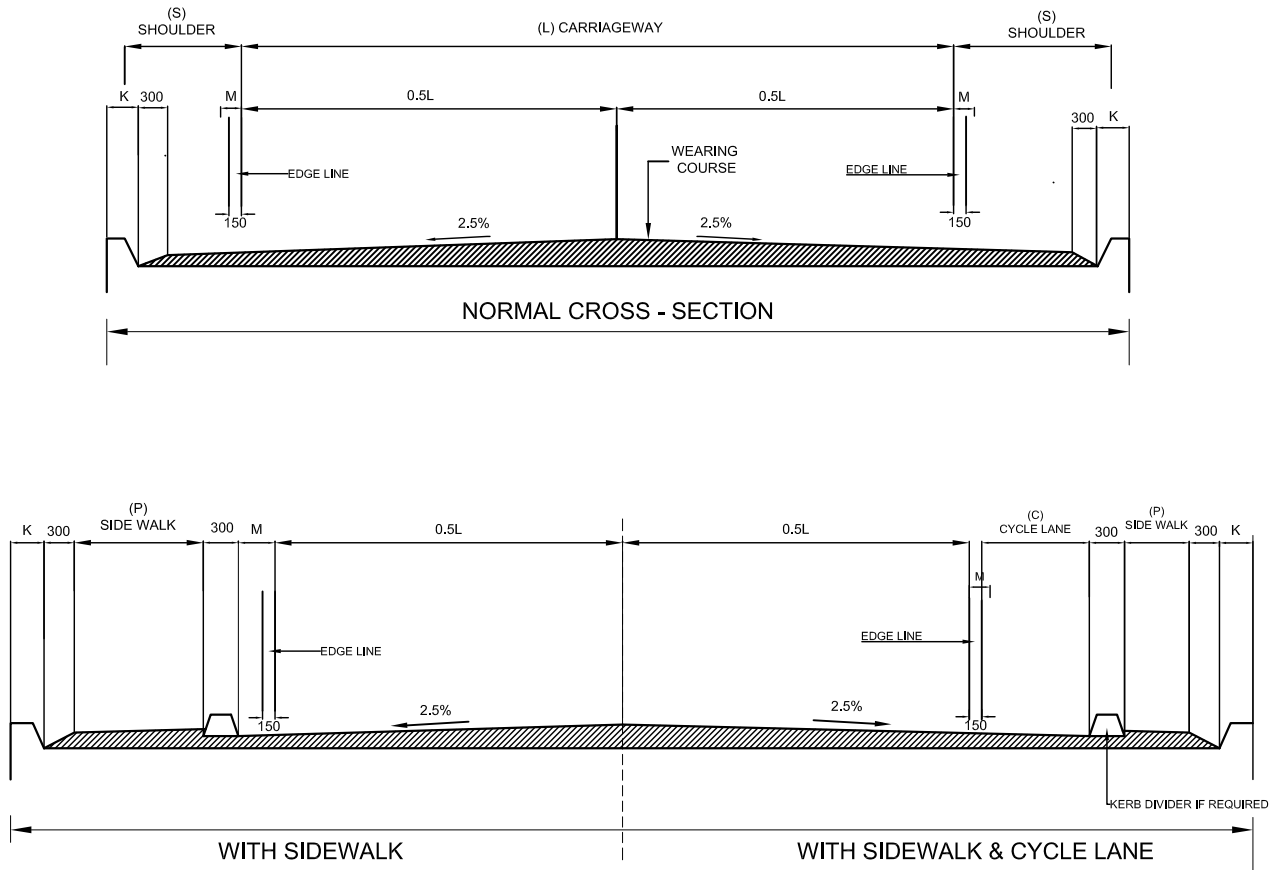 (S)
SHOULDER
(L) CARRIAGEWAY
(S)
SHOULDER
K 300 M 0.5L 0.5L M 300 K
WEARING
COURSE
EDGE LINE
EDGE LINE
150
2.5%
2.5%
150
NORMAL CROSS - SECTION
K 300
(P)
SIDE WALK
300 M 0.5L 0.5L
(C)
CYCLE LANE
300
(P)
SIDE WALK
300 K
M
EDGE LINE
EDGE LINE
150
2.5%
2.5%
150
KERB DIVIDER IF REQUIRED
WITH SIDEWALK
WITH SIDEWALK & CYCLE LANE